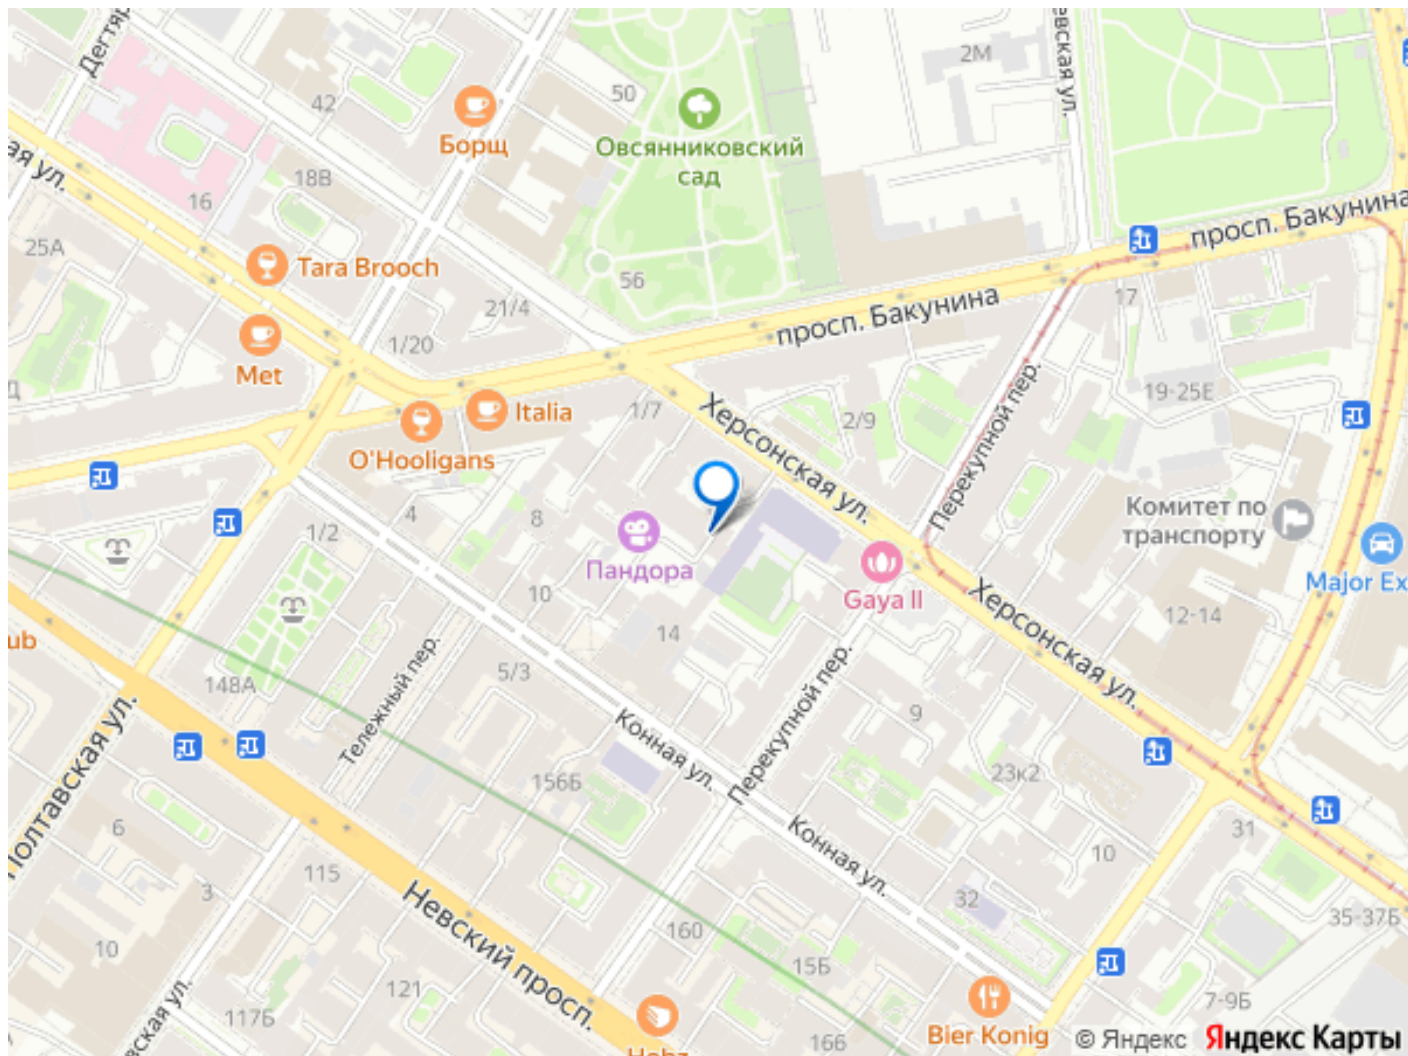 Дегтяр
евская ул.
2М
50
42
Борщ
Овсянниковский
сад
ая ул.
18В
16
просп. Бакунина
25А
Tara Brooch
56
21/4
17
просп. Бакунина
1/20
Met
19-25Е
Italia
1/7
Херсонская ул.
2/9
Перекупной пер.
O'Hooligans
4
8
Комитет по
транспорту
1/2
Пандора
Gaya II
Major Ex
10
Херсонская ул.
12-14
14
ub
5/3
148А
Тележный пер.
Полтавская ул.
Перекупной пер.
9
Конная ул.
156Б
23к2
6
31
115
Конная ул.
10
3
Невский просп.
32
35-37Б
160
10
15Б
121
7-9Б
вская ул.
117Б
166
Bier Konig
Hobz
© Яндекс Яндекс Карты